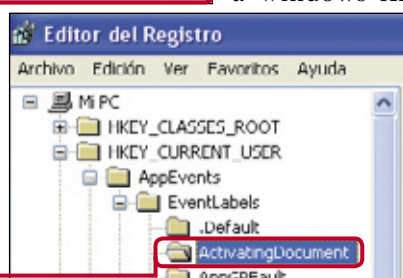 Editor del Registro
Archivo Edición Ver Favoritos Ayuda
Mi PC
HKEY_CLASSES_ROOT
HKEY_CURRENT_USER
AppEvents
EventLabels
.Default
ActivatingDocument